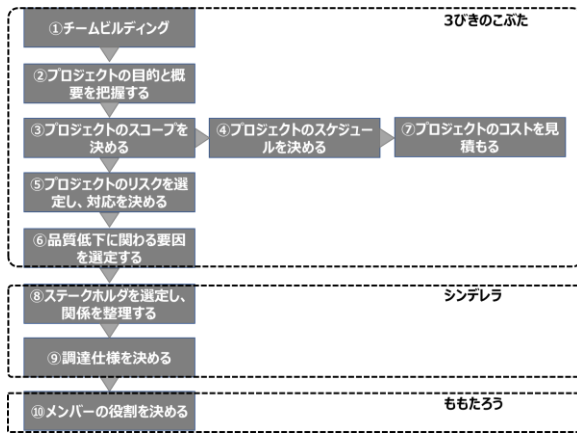 3びきのこぶた
①チームビルディング
②プロジェクトの目的と概
要を把握する
③プロジェクトのスコープを
決める
④プロジェクトのスケジュー
ルを決める
⑦プロジェクトのコストを見
積もる
⑤プロジェクトのリスクを選
定し、対応を決める
⑥品質低下に関わる要因
を選定する
シンデレラ
⑧ステークホルダを選定し、
関係を整理する
⑨調達仕様を決める
ももたろう
⑩メンバーの役割を決める